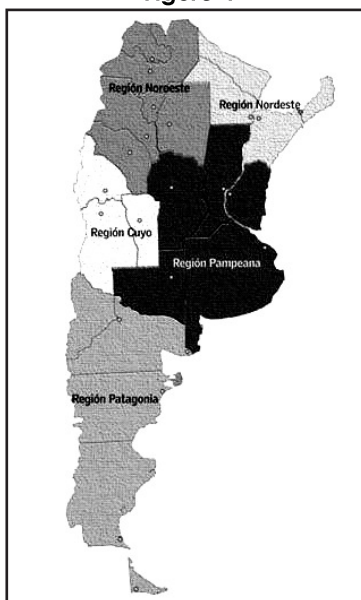 Región Noroeste
Región Nordeste
Región Cuyo
Región Pampeana
Región Patagonia